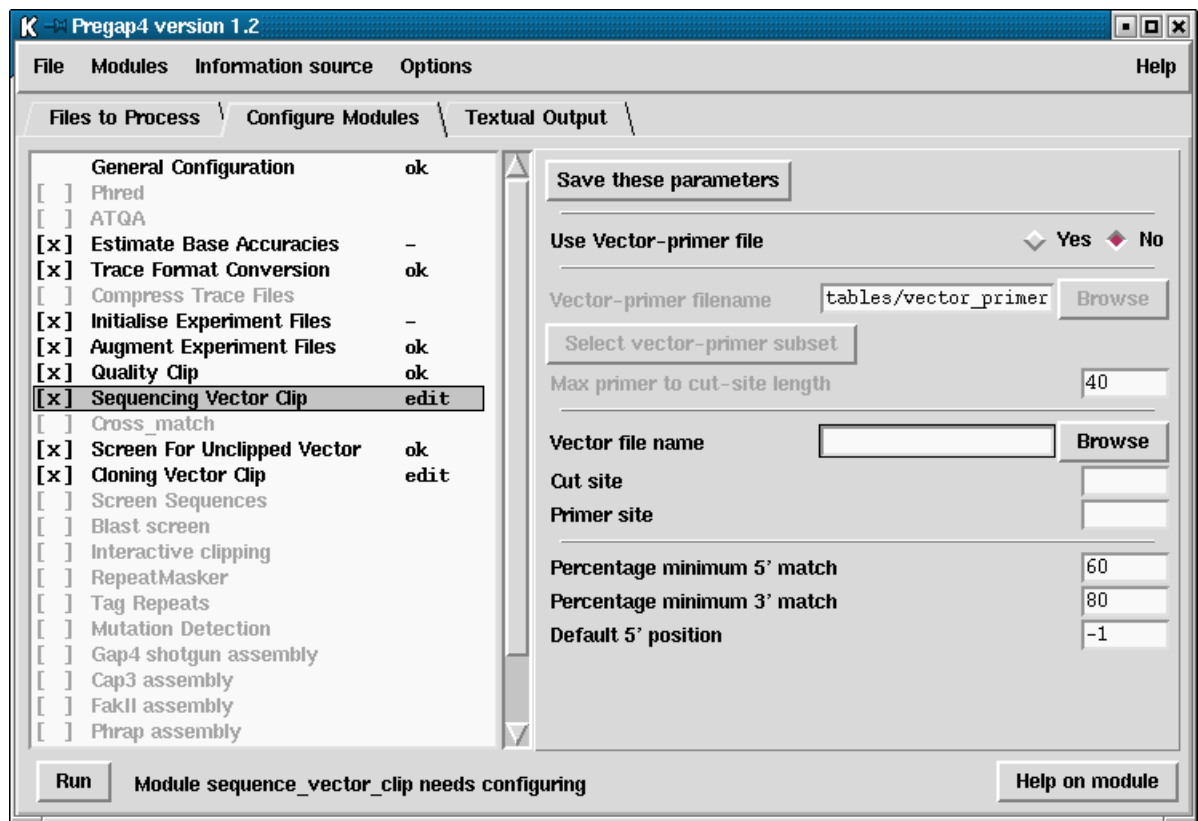 K Pregap4 version 1.2
File Modules Information source Options Help
Files to Process Configure Modules Textual Output
General Configuration ok
[ ] Phred
[ ] ATQA
[x] Estimate Base Accuracies -
[x] Trace Format Conversion ok
[ ] Compress Trace Files
[x] Initialise Experiment Files -
[x] Augment Experiment Files ok
[x] Quality Clip ok
[x] Sequencing Vector Clip edit
[ ] Cross_match
[x] Screen For Unclipped Vector ok
[x] Cloning Vector Clip edit
[ ] Screen Sequences
[ ] Blast screen
[ ] Interactive clipping
[ ] RepeatMasker
[ ] Tag Repeats
[ ] Mutation Detection
[ ] Gap4 shotgun assembly
[ ] Cap3 assembly
[ ] FakII assembly
[ ] Phrap assembly
Save these parameters
Use Vector-primer file Yes No
Vector-primer filename tables/vector_primer Browse
Select vector-primer subset
Max primer to cut-site length 40
Vector file name Browse
Cut site
Primer site
Percentage minimum 5' match 60
Percentage minimum 3' match 80
Default 5' position -1
Run Module sequence_vector_clip needs configuring Help on module